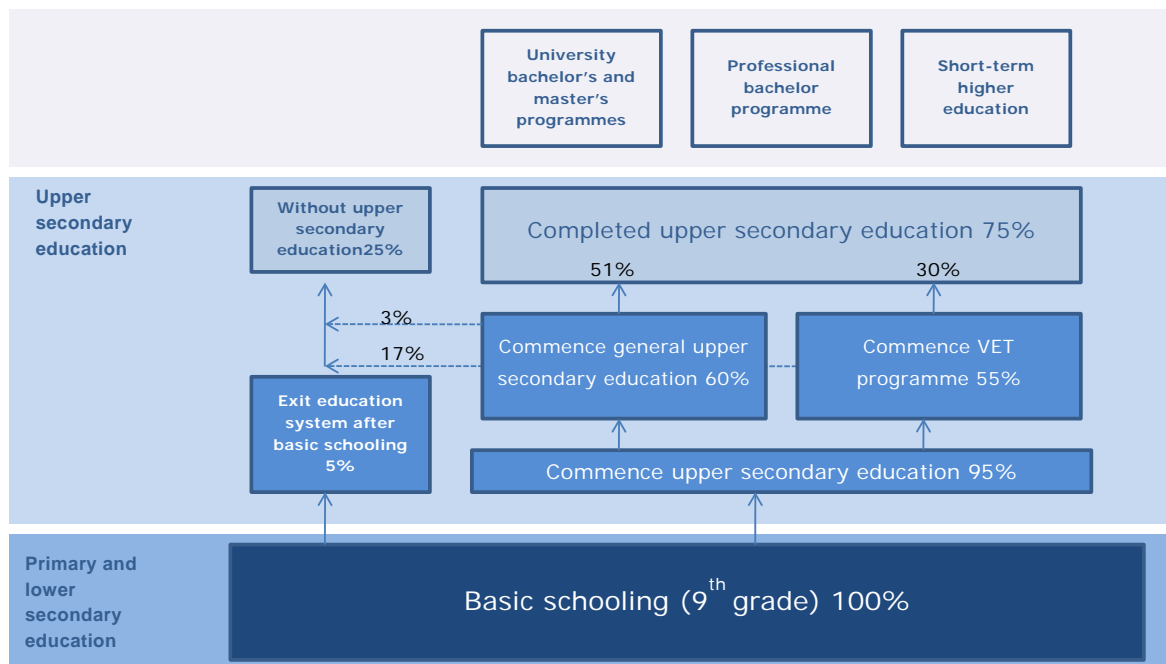 University
bachelor's and
master's
programmes
Professional
bachelor
programme
Short-term
higher
education
Upper
secondary
education
Without upper
secondary
education25%
Completed upper secondary education 75%
51%
30%
3%
17%
Commence general upper
secondary education 60%
Commence VET
programme 55%
Exit education
system after
basic schooling
5%
Commence upper secondary education 95%
Primary and
lower
secondary
education
Basic schooling (9th grade) 100%